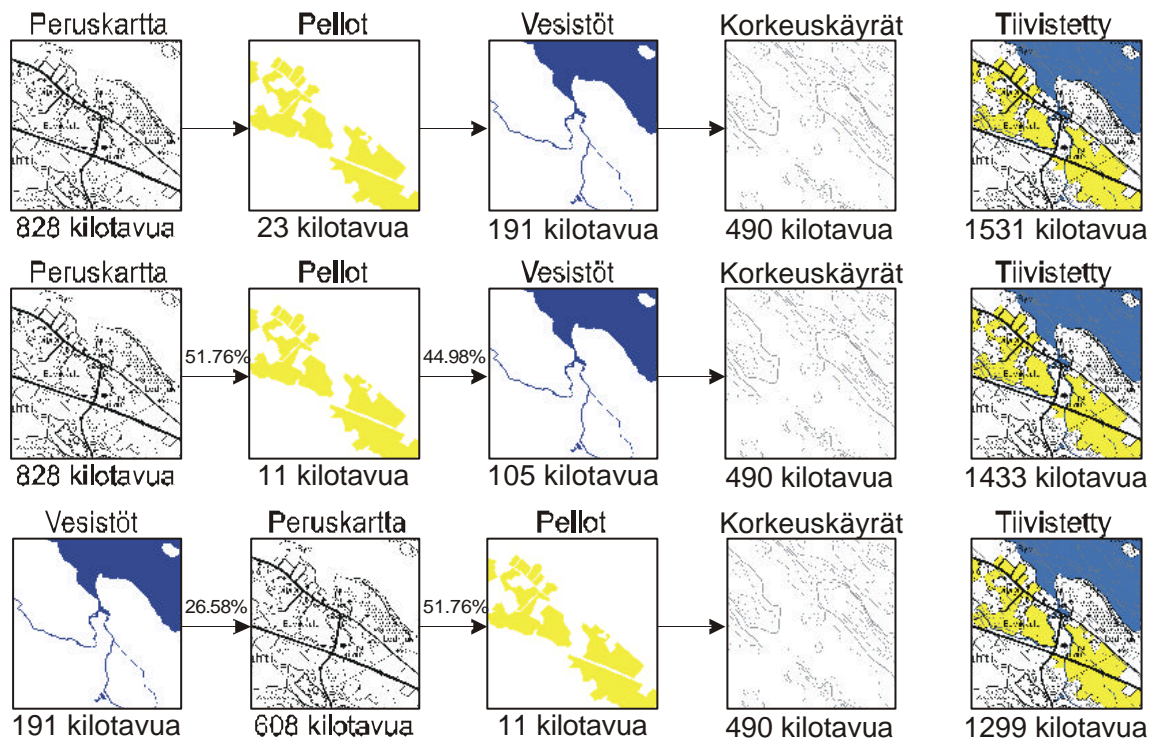 Peruskartta Pellot Vesistöt Korkeuskäyrät Tiivistetty
828 kilotavua 23 kilotavua 191 kilotavua 490 kilotavua 1531 kilotavua
Peruskartta Pellot Vesistöt Korkeuskäyrät Tiivistetty
51.76% 44.98%
828 kilotavua 11 kilotavua 105 kilotavua 490 kilotavua 1433 kilotavua
Vesistöt Peruskartta Pellot Korkeuskäyrät Tiivistetty
26.58% 51.76%
191 kilotavua 608 kilotavua 11 kilotavua 490 kilotavua 1299 kilotavua